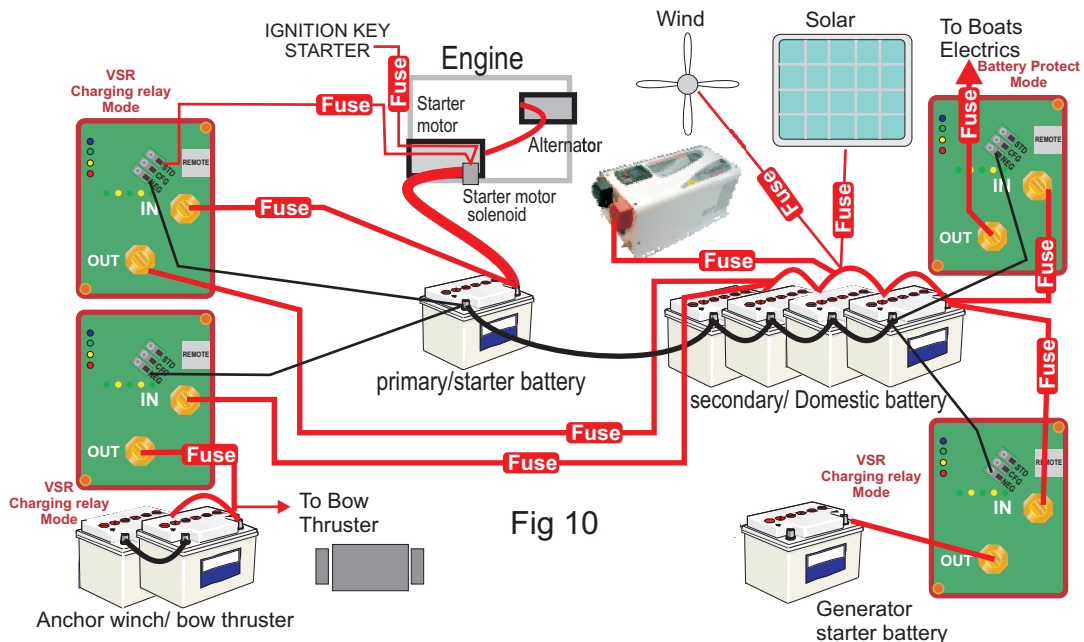 IGNITION KEY
STARTER
Wind
Solar
To Boats
Electrics
VSR
Charging relay
Mode
Fuse
Fuse
Engine
Starter
motor
Alternator
Starter motor
solenoid
Battery Protect
Mode
Fuse
STD
CFG
NEG
REMOTE
IN
OUT
Fuse
Fuse
Fuse
Fuse
STD
CFG
NEG
REMOTE
IN
OUT
Fuse
STD
CFG
NEG
REMOTE
IN
OUT
Fuse
primary/starter battery
secondary/ Domestic battery
Fuse
Fuse
Fuse
VSR
Charging relay
Mode
To Bow
Thruster
Fig 10
Anchor winch/ bow thruster
VSR
Charging relay
Mode
STD
CFG
NEG
REMOTE
IN
OUT
Generator
starter battery